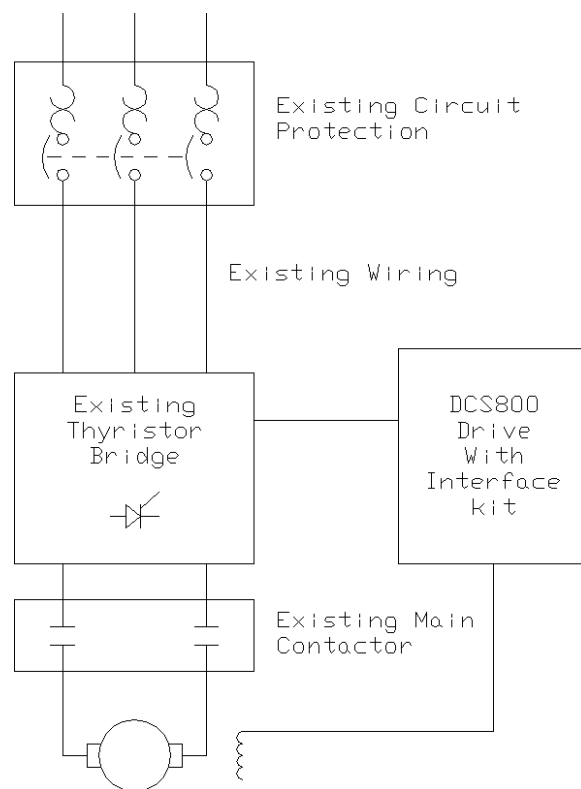 Existing Circuit
Protection
Existing Wiring
Existing
Thyristor
Bridge
DCS800
Drive
With
Interface
kit
Existing Main
Contactor